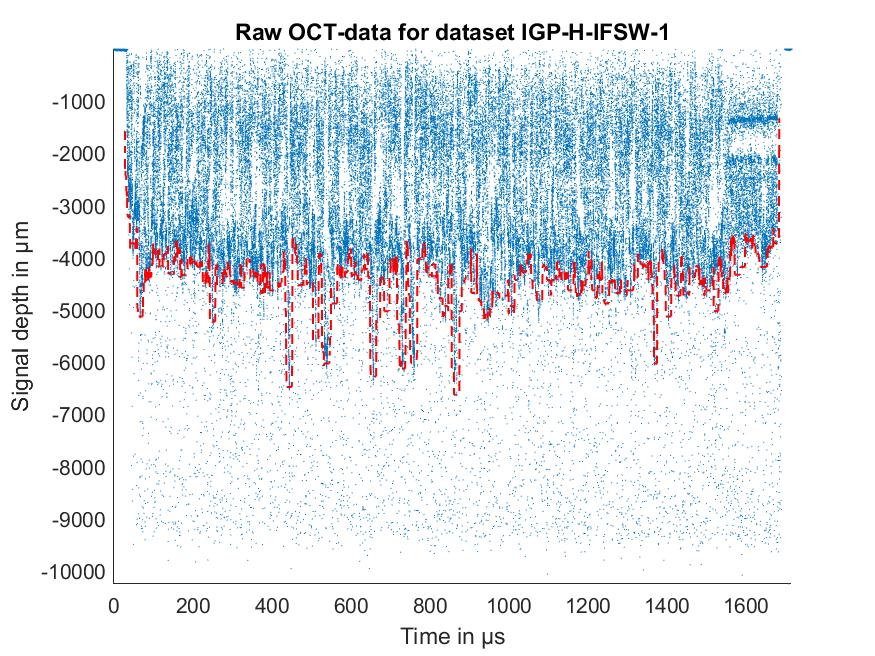 Raw OCT-data for dataset IGP-H-IFSW-1
-1000
-2000
-3000
-4000
-5000
-6000
-7000
-8000
-9000
-10000
Signal depth in µm
0 200 400 600 800 1000 1200 1400 1600
Time in µs